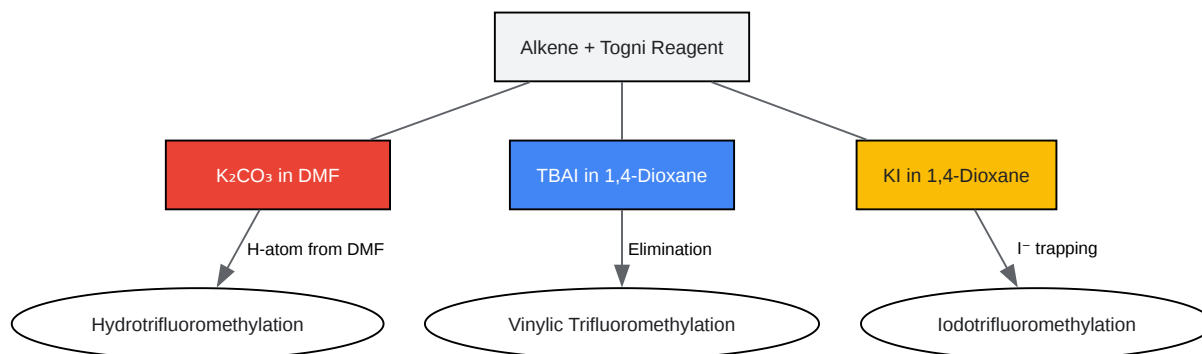 Alkene + Togni Reagent
K₂CO₃ in DMF
TBAI in 1,4-Dioxane
KI in 1,4-Dioxane
H-atom from DMF
Elimination
I⁻ trapping
Hydrotrifluoromethylation
Vinylic Trifluoromethylation
Iodotrifluoromethylation